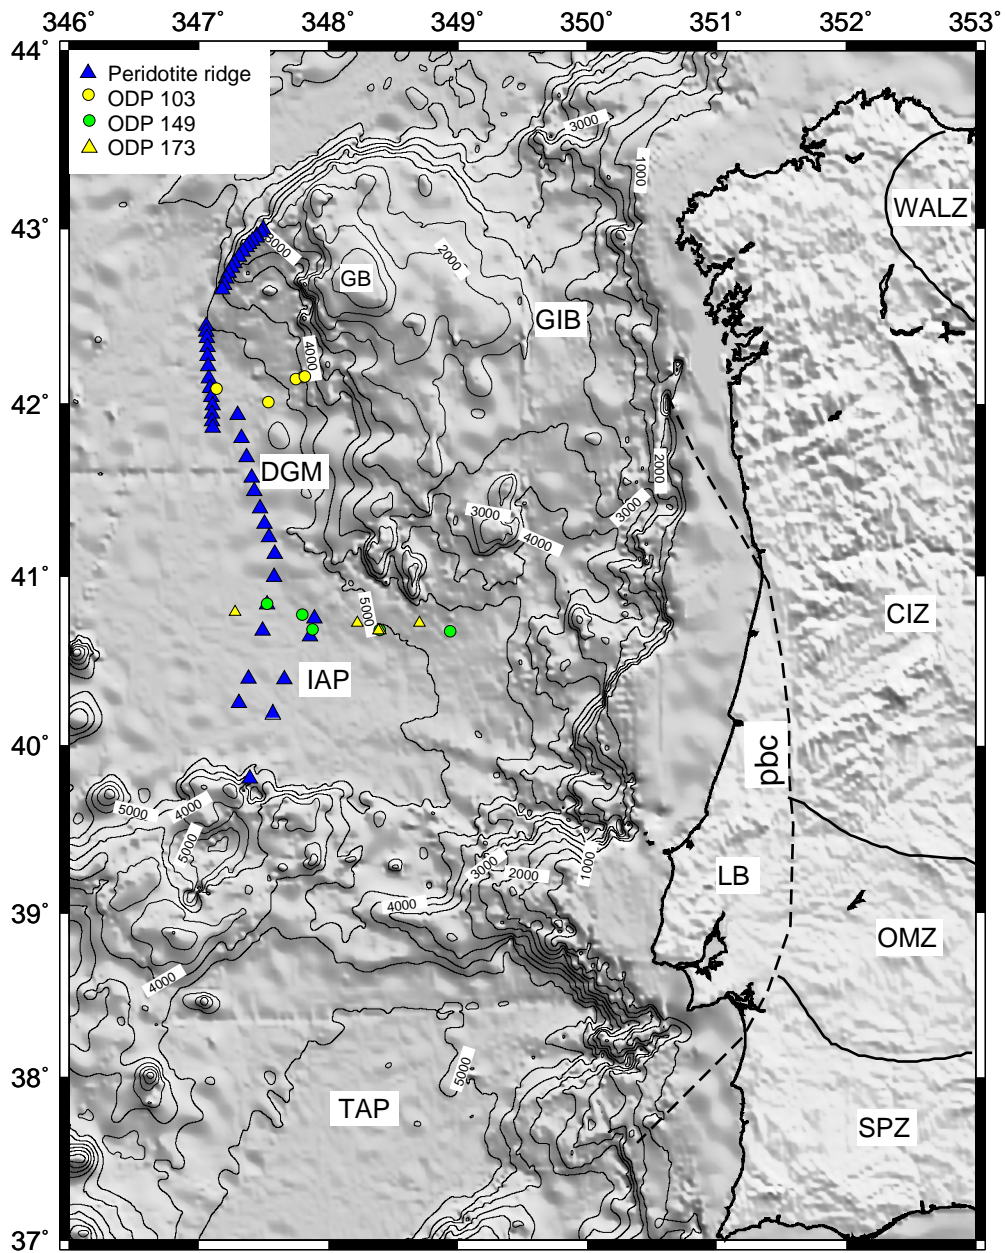 346° 347° 348° 349° 350° 351° 352° 353°
44°
Peridotite ridge
ODP 103
ODP 149
ODP 173
3000
1000
43°
WALZ
3000
2000
GB
GIB
4000
42°
DGM
2000
3000
3000
4000
41°
5000
CIZ
IAP
40°
pbc
5000
4000
5000
3000
2000
1000
LB
4000
39°
OMZ
4000
38°
5000
TAP
SPZ
37°